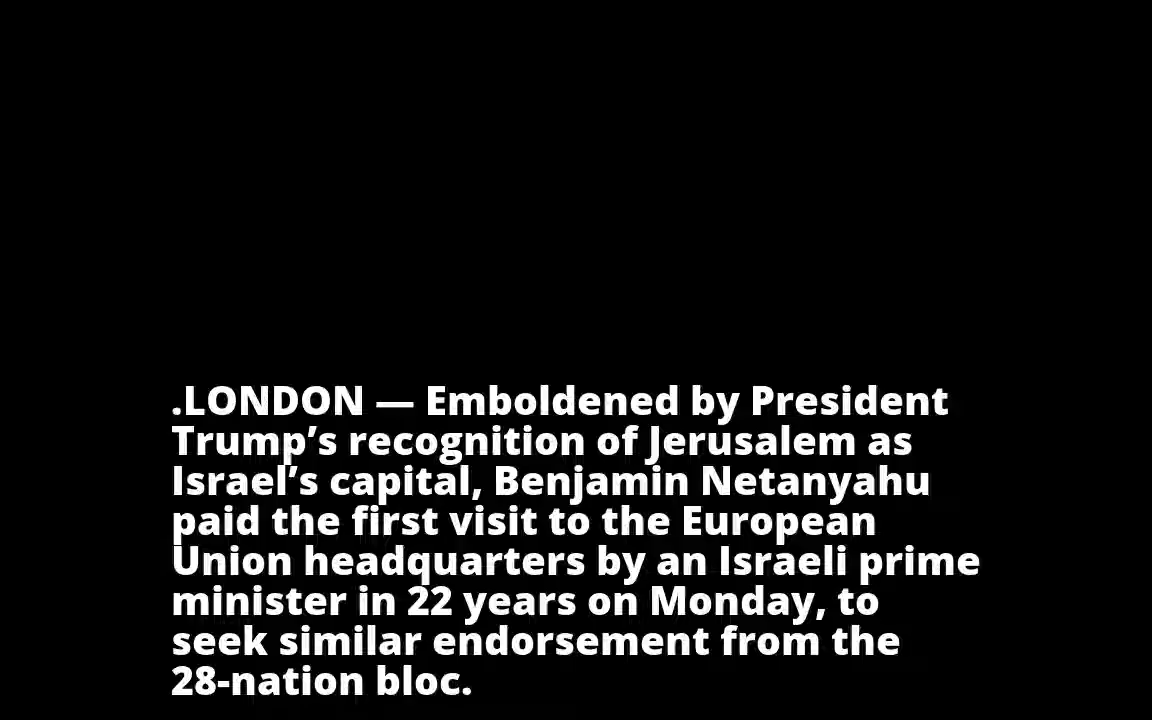 .LONDON — Emboldened by President
Trump’s recognition of Jerusalem as
Israel’s capital, Benjamin Netanyahu
paid the first visit to the European
Union headquarters by an Israeli prime
minister in 22 years on Monday, to
seek similar endorsement from the
28-nation bloc.